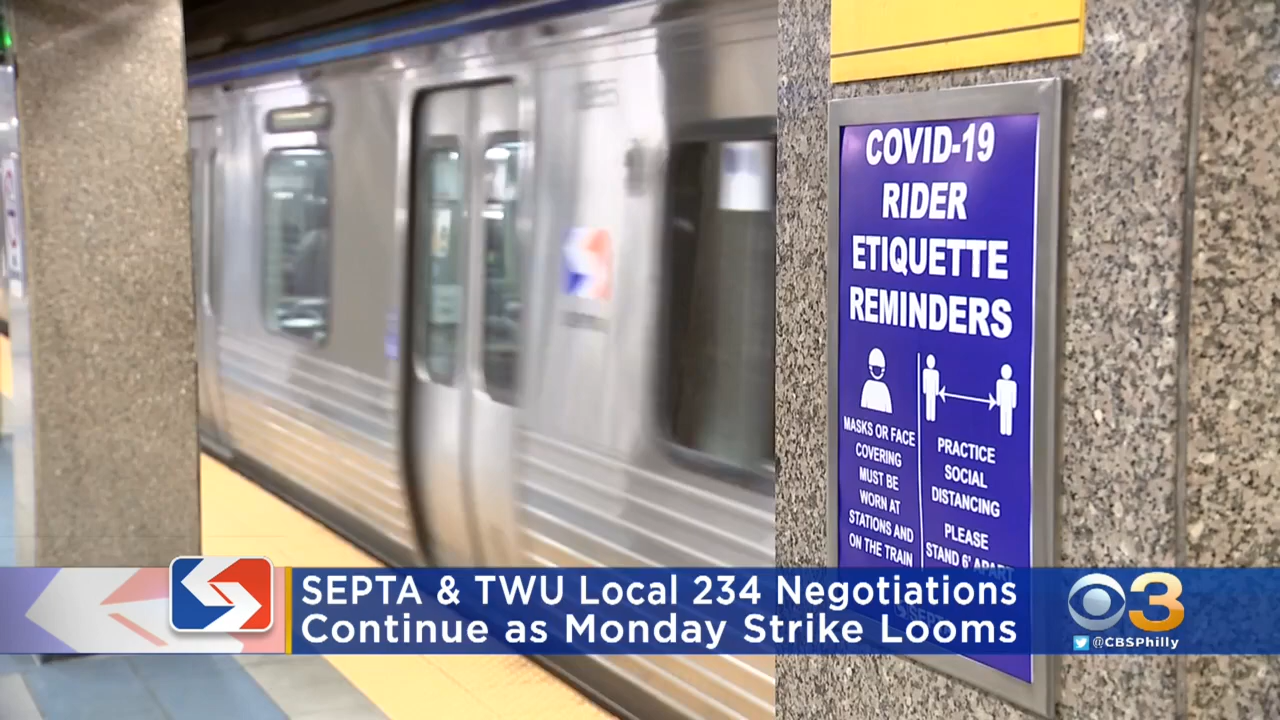 COVID-19
RIDER
ETIQUETTE
REMINDERS
MASKS OR FACE
COVERING
MUST BE
WORN AT
STATIONS AND
ON THE TRAIN
PRACTICE
SOCIAL
DISTANCING
PLEASE
STAND 6' APART
SEPTA & TWU Local 234 Negotiations
Continue as Monday Strike Looms
3
@CBSPhilly